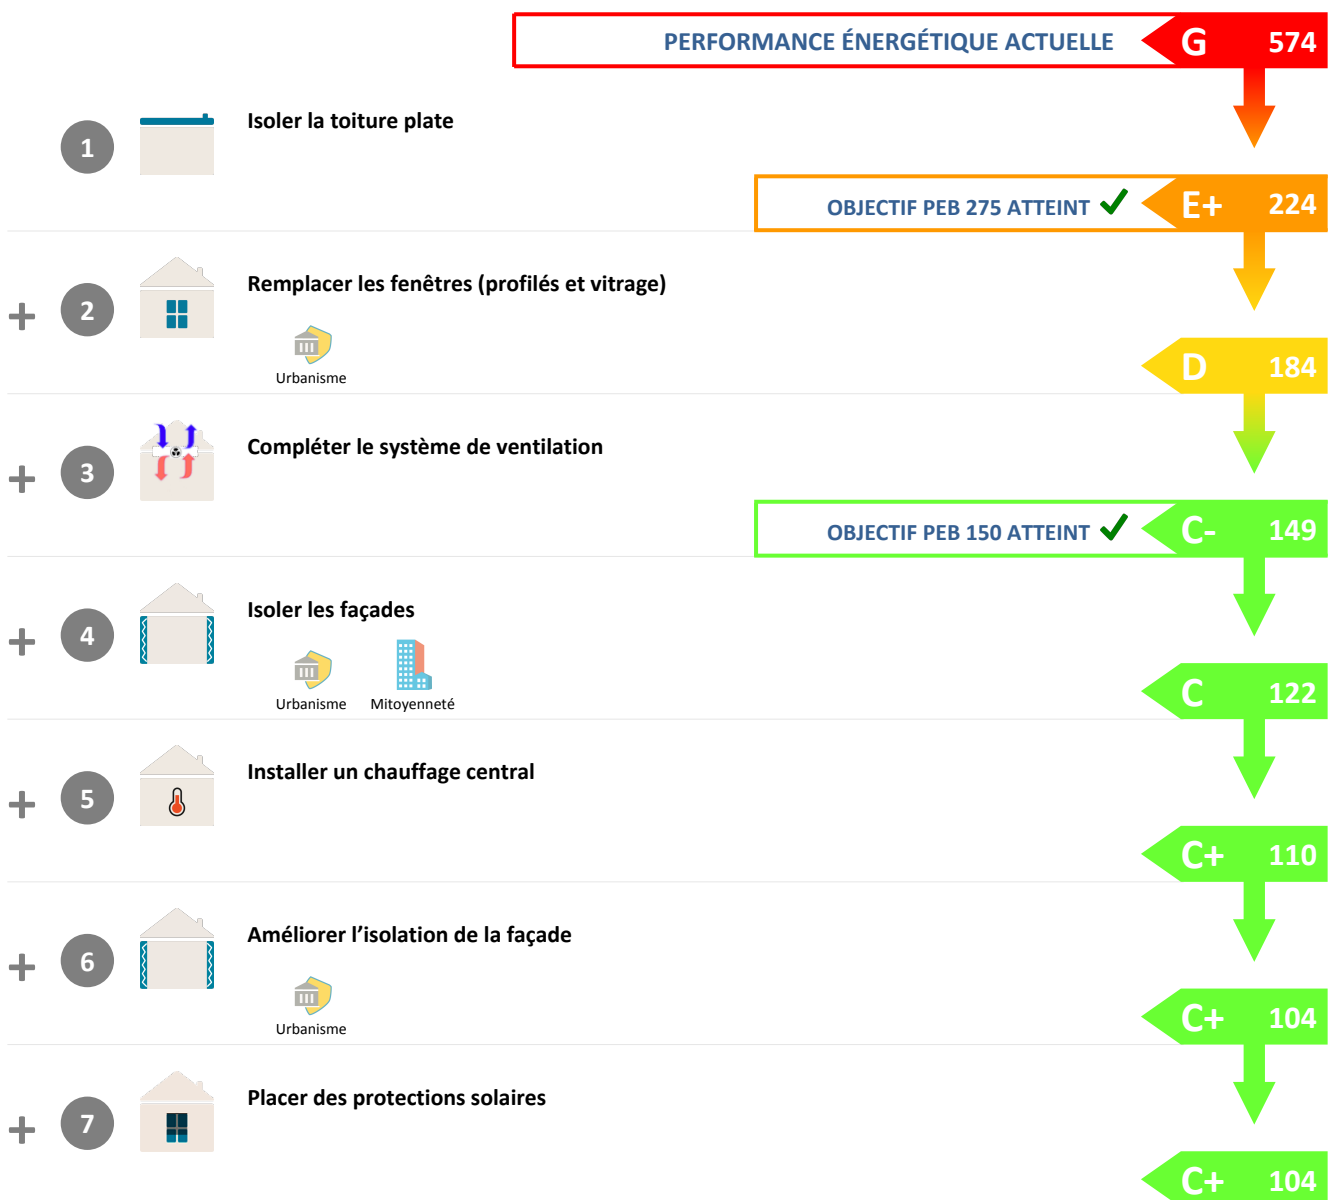 PERFORMANCE ÉNERGÉTIQUE ACTUELLE G 574
1 Isoler la toiture plate
OBJECTIF PEB 275 ATTEINT E+ 224
+ 2 Remplacer les fenêtres (profilés et vitrage)
Urbanisme
D 184
+ 3 Compléter le système de ventilation
OBJECTIF PEB 150 ATTEINT C- 149
+ 4 Isoler les façades
Urbanisme Mitoyenneté
C 122
+ 5 Installer un chauffage central
C+ 110
+ 6 Améliorer l’isolation de la façade
Urbanisme
C+ 104
+ 7 Placer des protections solaires
C+ 104